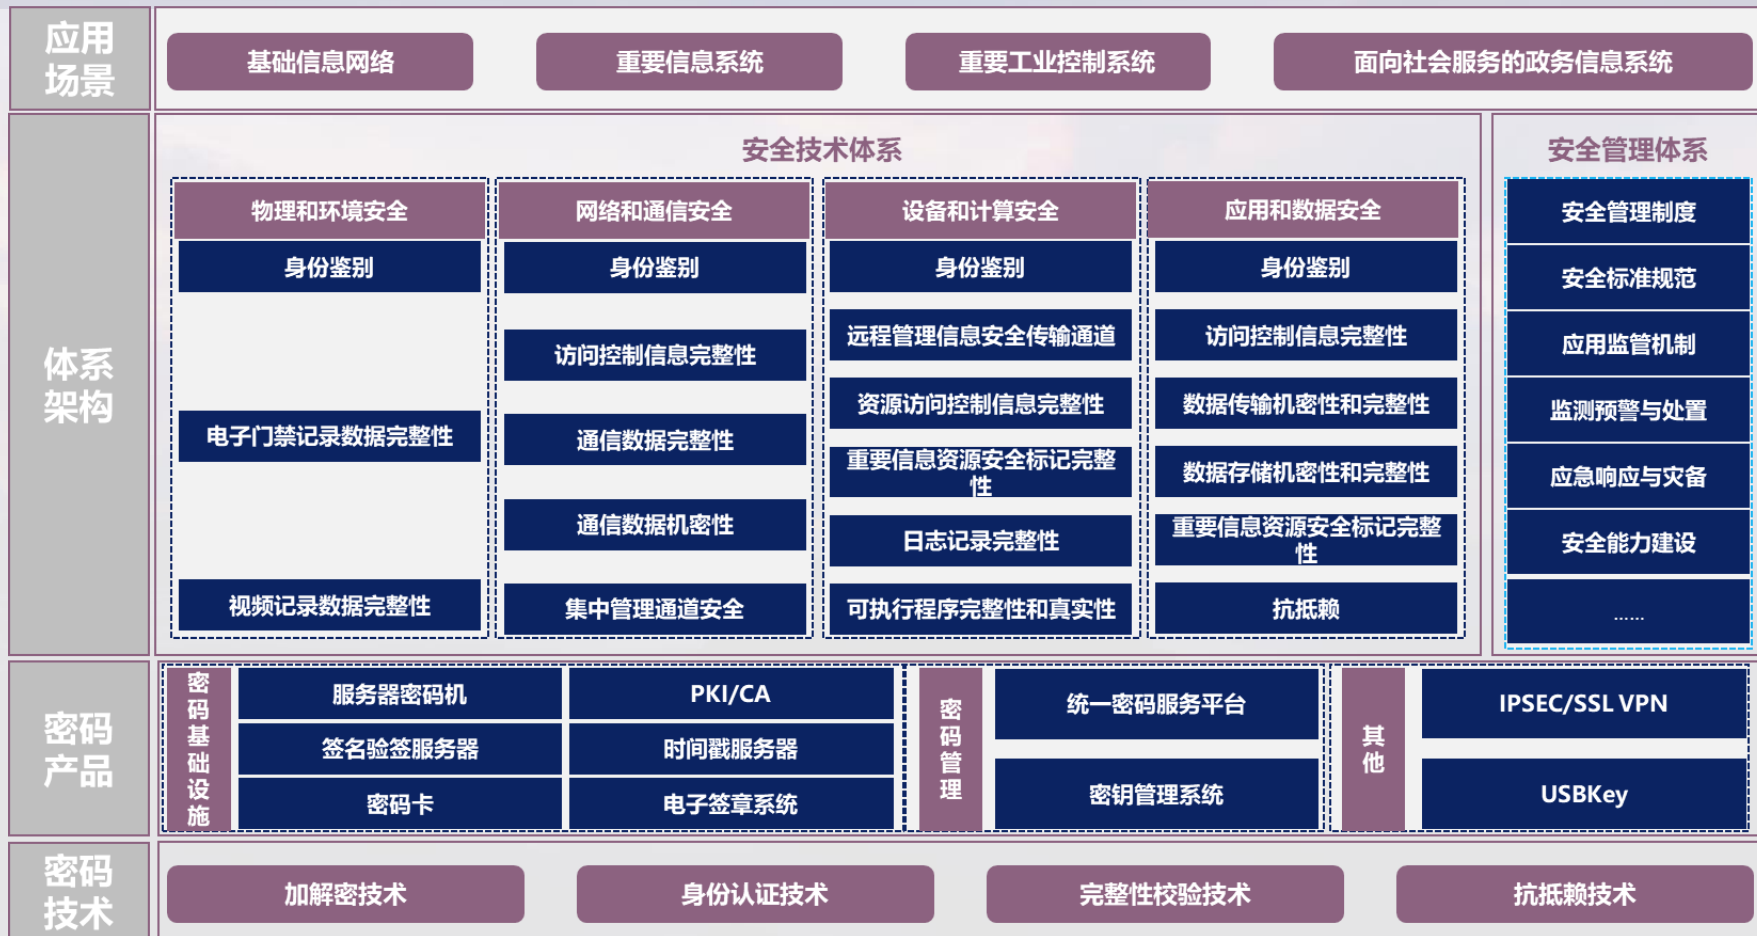 应用
场景
基础信息网络
重要信息系统
重要工业控制系统
面向社会服务的政务信息系统
体系
架构
安全技术体系
物理和环境安全
身份鉴别
电子门禁记录数据完整性
视频记录数据完整性
网络和通信安全
身份鉴别
访问控制信息完整性
通信数据完整性
通信数据机密性
集中管理通道安全
设备和计算安全
身份鉴别
远程管理信息安全传输通道
资源访问控制信息完整性
重要信息资源安全标记完整
性
日志记录完整性
可执行程序完整性和真实性
应用和数据安全
身份鉴别
访问控制信息完整性
数据传输机密性和完整性
数据存储机密性和完整性
重要信息资源安全标记完整
性
抗抵赖
安全管理体系
安全管理制度
安全标准规范
应用监管机制
监测预警与处置
应急响应与灾备
安全能力建设
......
密码
产品
密码基础设施
服务器密码机
PKI/CA
签名验签服务器
时间戳服务器
密码卡
电子签章系统
密码管理
统一密码服务平台
密钥管理系统
其他
IPSEC/SSL VPN
USBKey
密码
技术
加解密技术
身份认证技术
完整性校验技术
抗抵赖技术